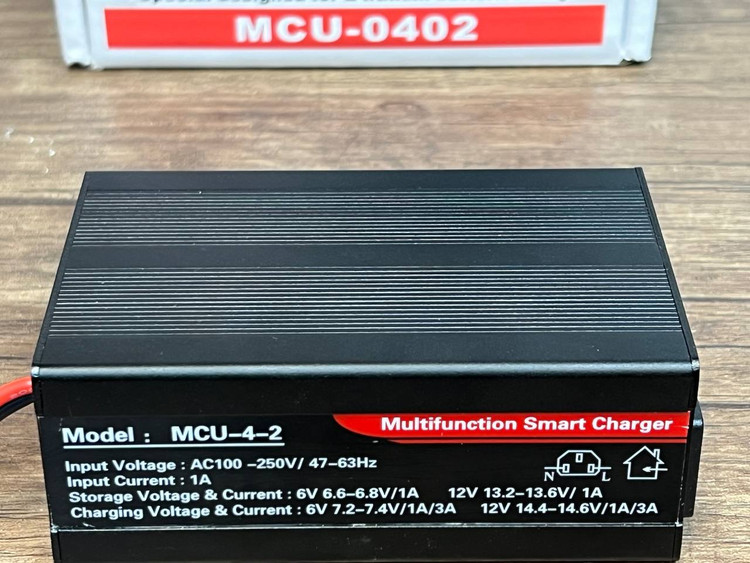 MCU-0402
Multifunction Smart Charger
Model : MCU-4-2
Input Voltage : AC100 -250V/ 47-63Hz
Input Current : 1A
N L
Storage Voltage & Current : 6V 6.6-6.8V/1A 12V 13.2-13.6V/ 1A
Charging Voltage & Current : 6V 7.2-7.4V/1A/3A 12V 14.4-14.6V/1A/3A